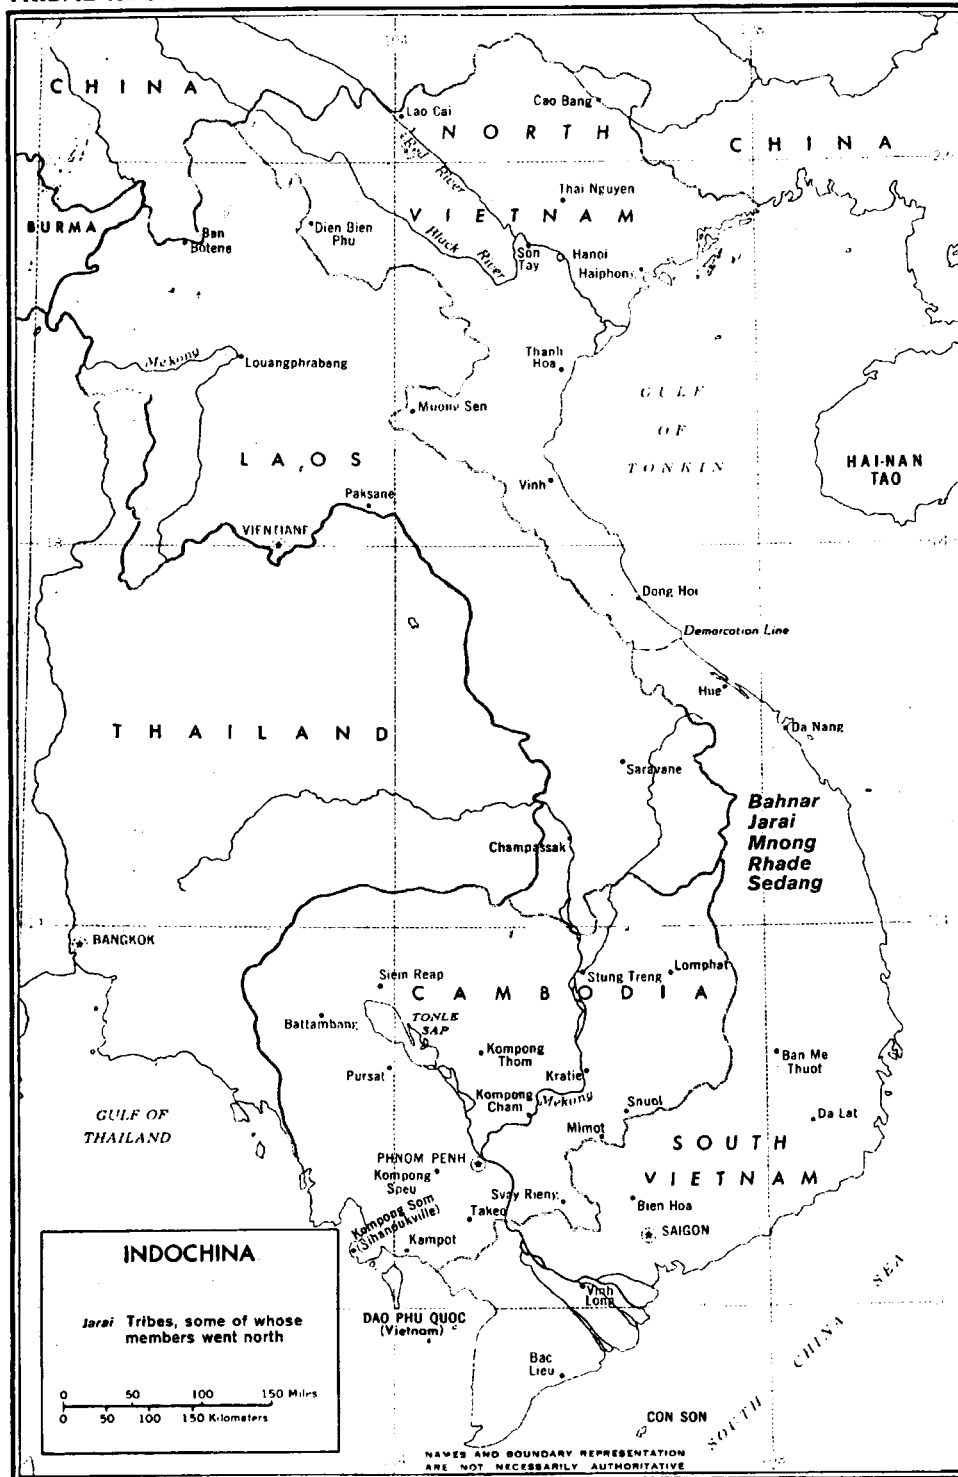 CHINA
Lao Cai
Cao Bang
NORTH
CHINA
Red River
Thai Nguyen
VIETNAM
BURMA
Ban
Botene
Dien Bien
Phu
Black River
Son
Tay
Hanoi
Haiphong
Mekong
Louangphrabang
Thanh
Hoa
GULF
OF
TONKIN
Muong Sen
LAOS
HAI-NAN
TAO
Vinh
Paksane
VIENTIANE
18
Dong Hoi
Demarcation Line
Hue
THAILAND
Da Nang
Saravane
Bahnar
Jarai
Mnong
Rhade
Sedang
Champassak
BANGKOK
Siem Reap
Stung Treng
Lomphat
CAMBODIA
TONLE
SAP
Battambang
Kompong
Thom
Ban Me
Thuot
Pursat
Kratie
Kompong
Cham
Mekong
Snuol
GULF OF
THAILAND
Da Lat
Mimot
SOUTH
VIETNAM
PHNOM PENH
Kompong
Speu
Svay Rieng
Bien Hoa
Takeo
SAIGON
Kompong Som
(Sihanoukville)
Kampot
INDOCHINA
Jarai Tribes, some of whose
members went north
0 50 100 150 Miles
0 50 100 150 Kilometers
DAO PHU QUOC
(Vietnam)
Vinh
Long
Bac
Lieu
SOUTH CHINA SEA
CON SON
NAMES AND BOUNDARY REPRESENTATION
ARE NOT NECESSARILY AUTHORITATIVE